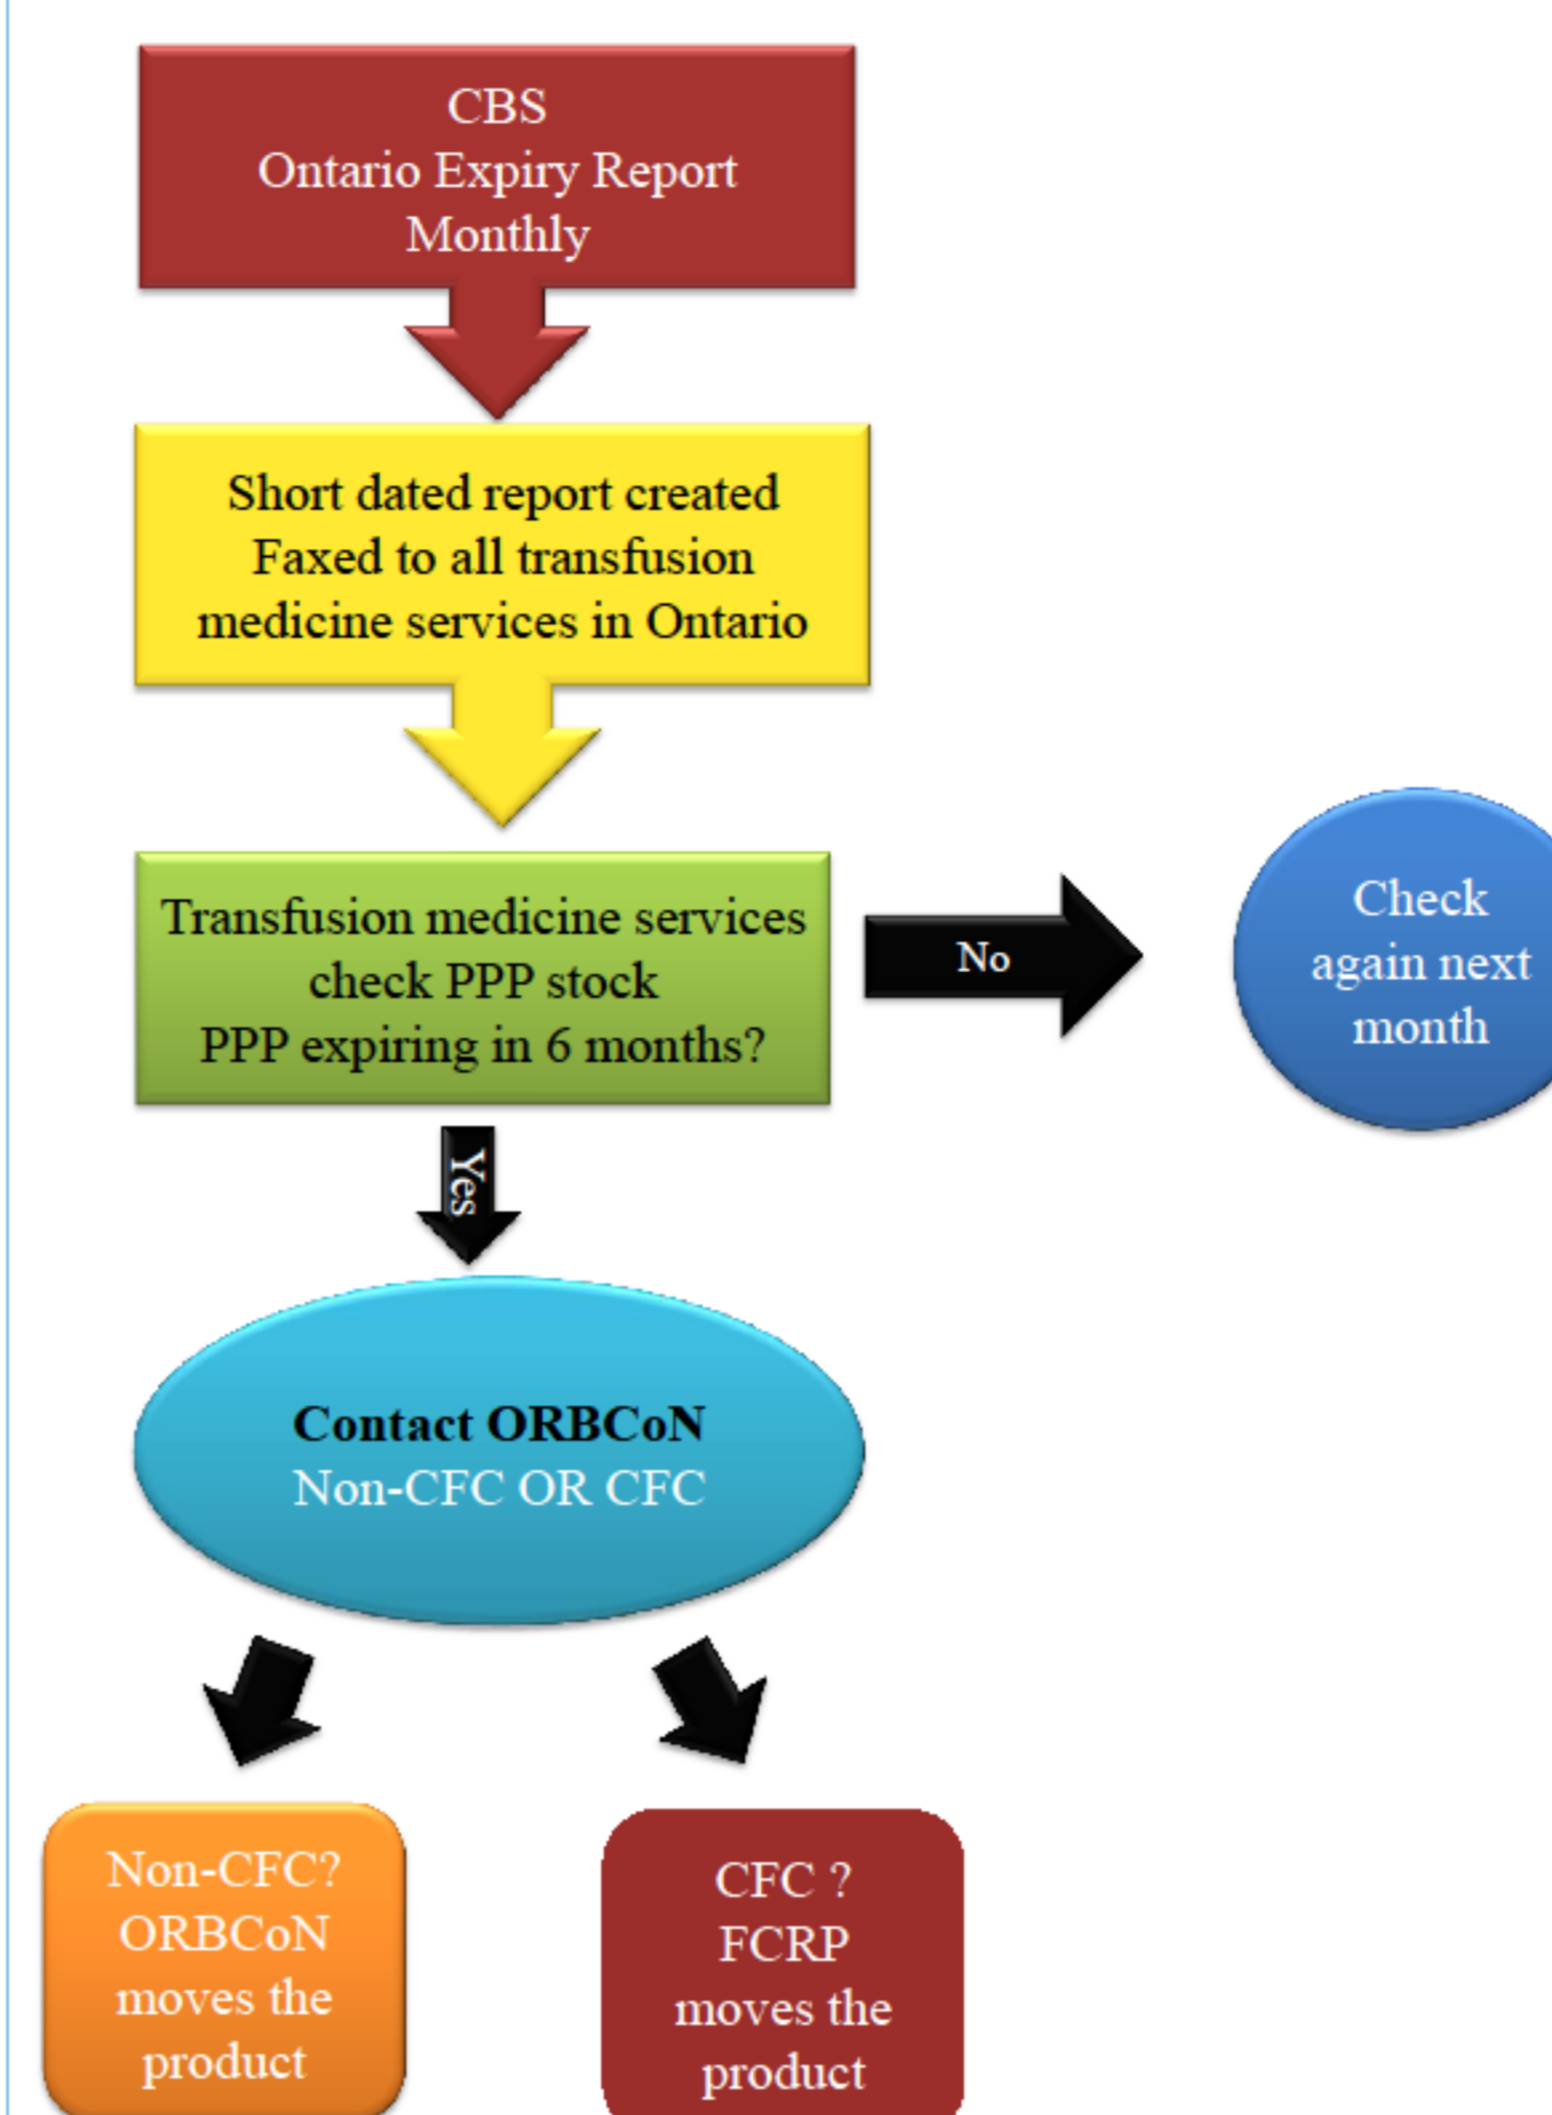 CBS
Ontario Expiry Report
Monthly
Short dated report created
Faxed to all transfusion
medicine services in Ontario
Transfusion medicine services
check PPP stock
PPP expiring in 6 months?
No
Check
again next
month
Yes
Contact ORBCoN
Non-CFC OR CFC
Non-CFC?
ORBCoN
moves the
product
CFC ?
FCRP
moves the
product